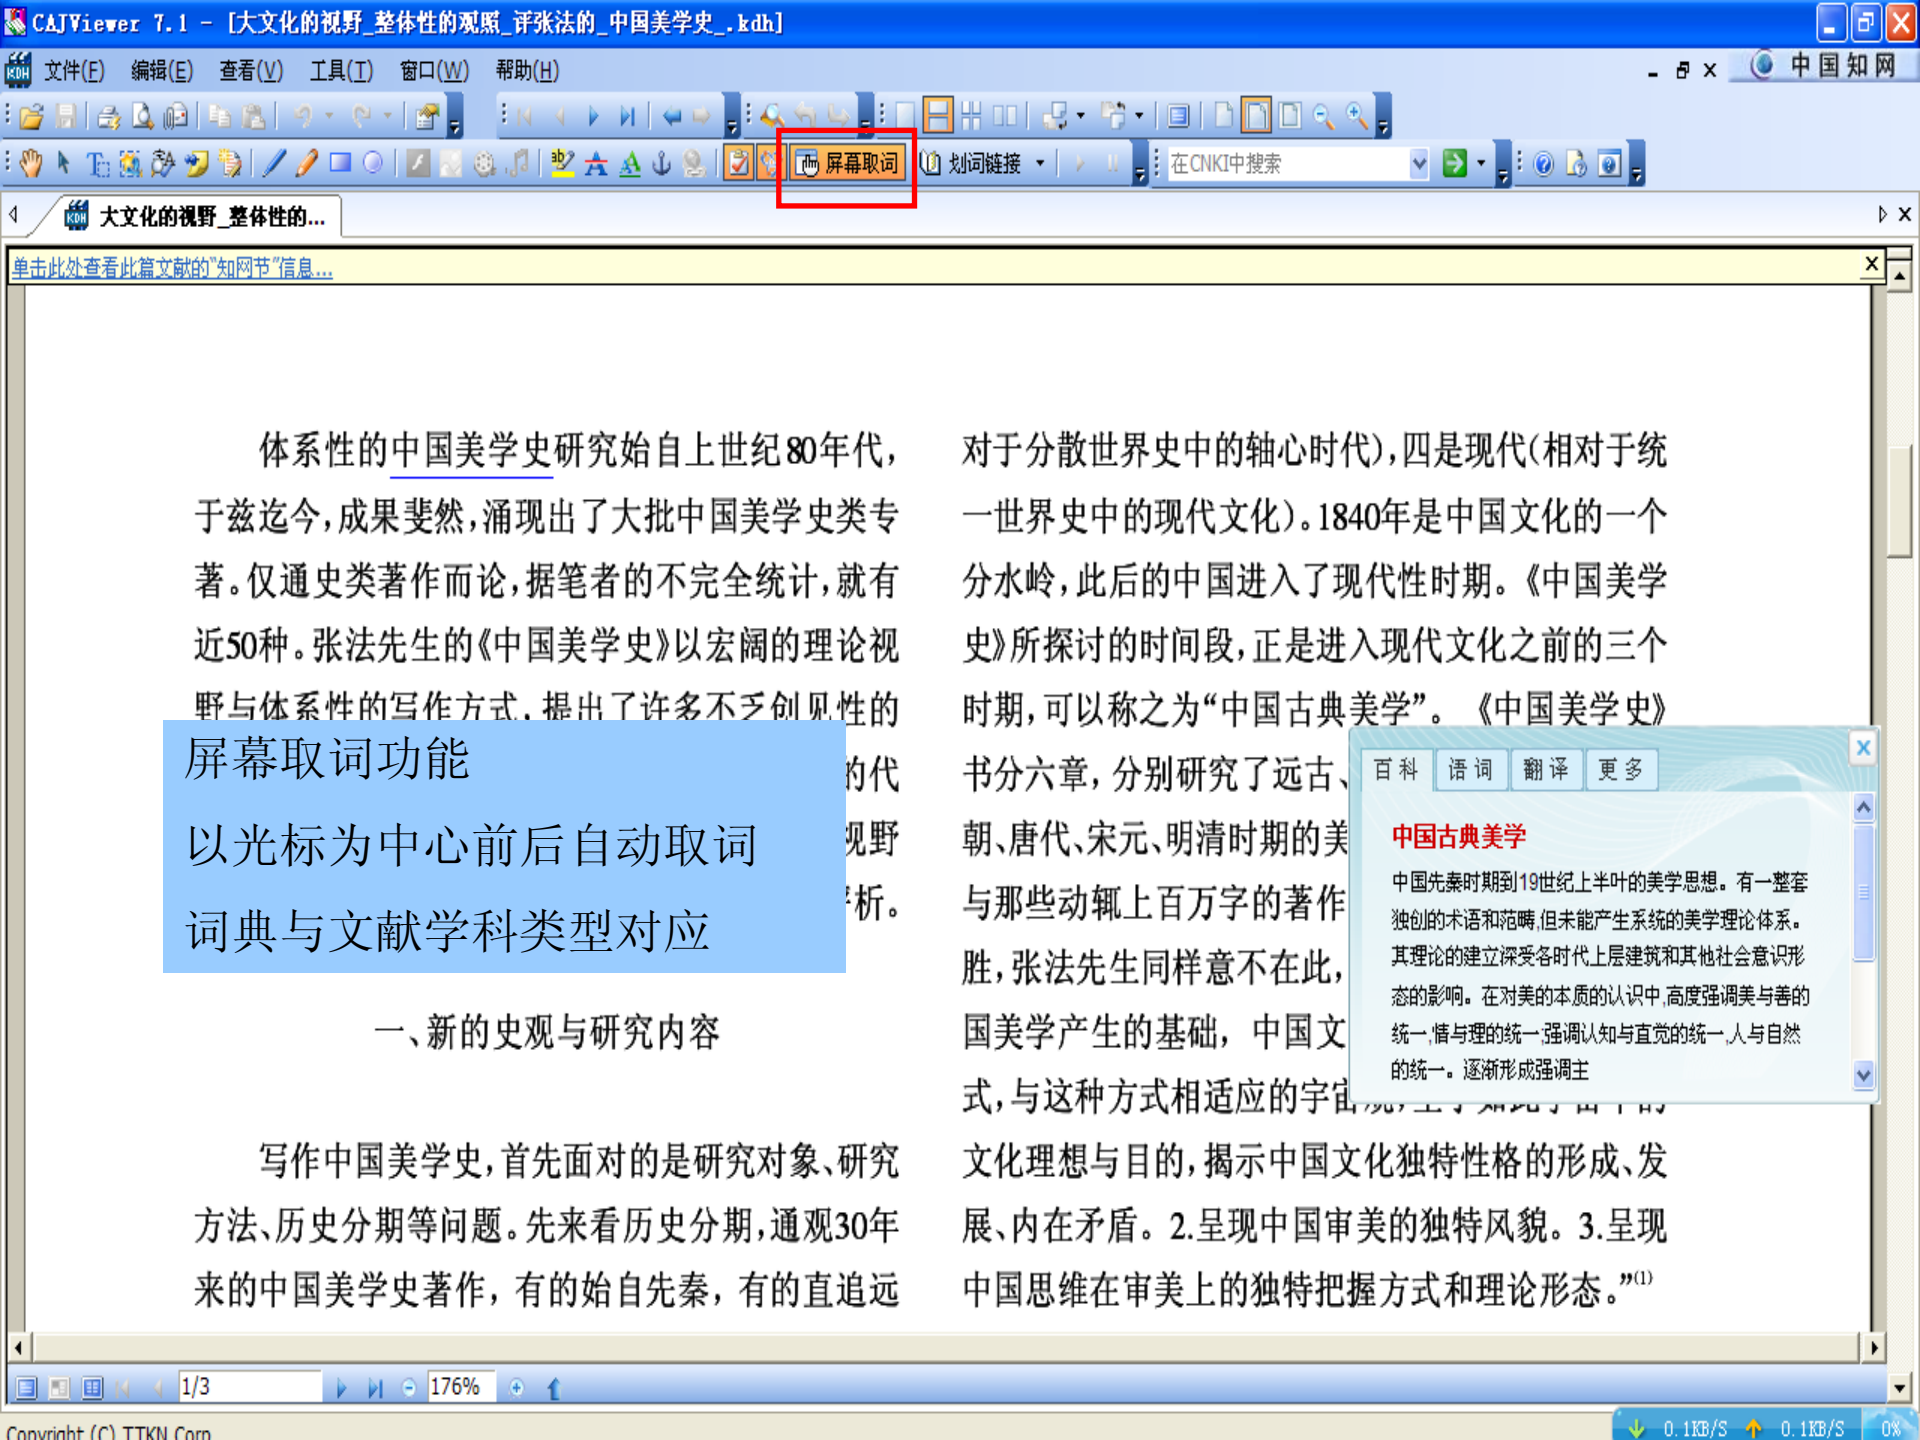 CAJViewer 7.1 - [大文化的视野_整体性的观照_评张法的_中国美学史_.kdh]
文件(F) 编辑(E) 查看(V) 工具(T) 窗口(W) 帮助(H)
中国知网
屏幕取词 划词链接 在CNKI中搜索
大文化的视野_整体性的...
单击此处查看此篇文献的"知网节"信息...
体系性的中国美学史研究始自上世纪80年代，
于兹迄今，成果斐然，涌现出了大批中国美学史类专
著。仅通史类著作而论，据笔者的不完全统计，就有
近50种。张法先生的《中国美学史》以宏阔的理论视
野与体系性的写作方式，提出了许多不乏创见性的
的代
视野
析。
屏幕取词功能
以光标为中心前后自动取词
词典与文献学科类型对应
一、新的史观与研究内容
写作中国美学史，首先面对的是研究对象、研究
方法、历史分期等问题。先来看历史分期，通观30年
来的中国美学史著作，有的始自先秦，有的直追远
对于分散世界史中的轴心时代)，四是现代(相对于统
一世界史中的现代文化)。1840年是中国文化的一个
分水岭，此后的中国进入了现代性时期。《中国美学
史》所探讨的时间段，正是进入现代文化之前的三个
时期，可以称之为“中国古典美学”。《中国美学史》
书分六章，分别研究了远古、
朝、唐代、宋元、明清时期的美
与那些动辄上百万字的著作
胜，张法先生同样意不在此，
国美学产生的基础，中国文
式，与这种方式相适应的宇宙
文化理想与目的，揭示中国文化独特性格的形成、发
展、内在矛盾。2.呈现中国审美的独特风貌。3.呈现
中国思维在审美上的独特把握方式和理论形态。”(1)
百科 语词 翻译 更多
中国古典美学
中国先秦时期到19世纪上半叶的美学思想。有一整套
独创的术语和范畴,但未能产生系统的美学理论体系。
其理论的建立深受各时代上层建筑和其他社会意识形
态的影响。在对美的本质的认识中,高度强调美与善的
统一,情与理的统一,强调认知与直觉的统一,人与自然
的统一。逐渐形成强调主
1/3 176%
Copyright (C) TTKN Corp
0.1KB/S 0.1KB/S 0%